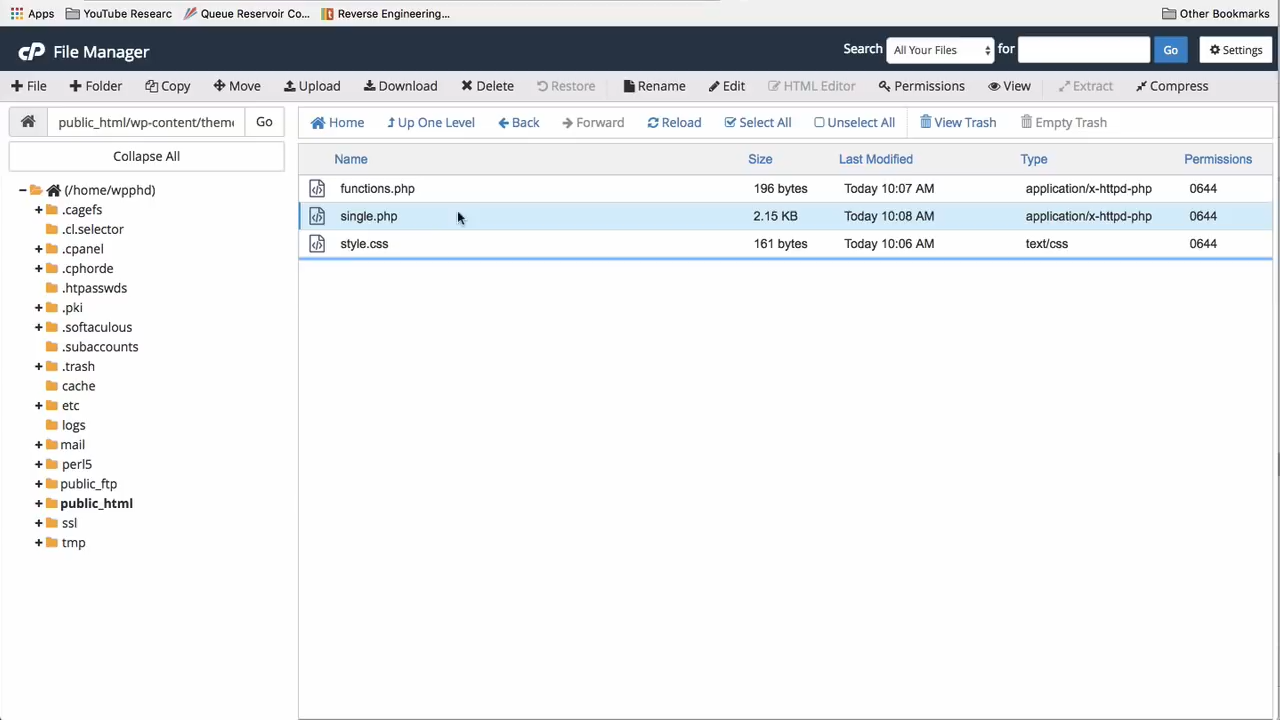 Apps YouTube Researc Queue Reservoir Co... Reverse Engineering... Other Bookmarks
cP File Manager Search All Your Files for Go Settings
+ File + Folder Copy Move Upload Download Delete Restore Rename Edit HTML Editor Permissions View Extract Compress
public_html/wp-content/theme Go Home Up One Level Back Forward Reload Select All Unselect All View Trash Empty Trash
Collapse All
Name Size Last Modified Type Permissions
functions.php 196 bytes Today 10:07 AM application/x-httpd-php 0644
single.php 2.15 KB Today 10:08 AM application/x-httpd-php 0644
style.css 161 bytes Today 10:06 AM text/css 0644
− (/home/wpphd)
+ .cagefs
.cl.selector
+ .cpanel
+ .cphorde
.htpasswds
+ .pki
+ .softaculous
.subaccounts
+ .trash
cache
+ etc
logs
+ mail
+ perl5
+ public_ftp
+ public_html
+ ssl
+ tmp